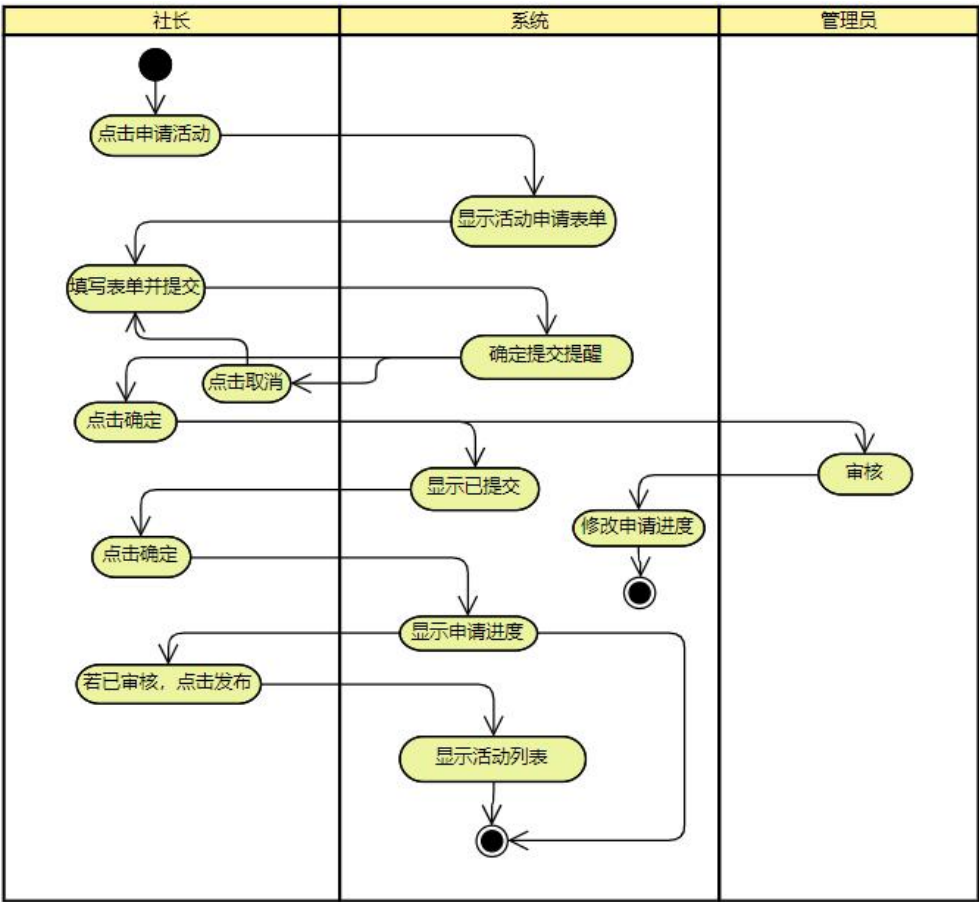 社长
系统
管理员
点击申请活动
显示活动申请表单
填写表单并提交
确定提交提醒
点击取消
点击确定
审核
显示已提交
修改申请进度
点击确定
显示申请进度
若已审核，点击发布
显示活动列表